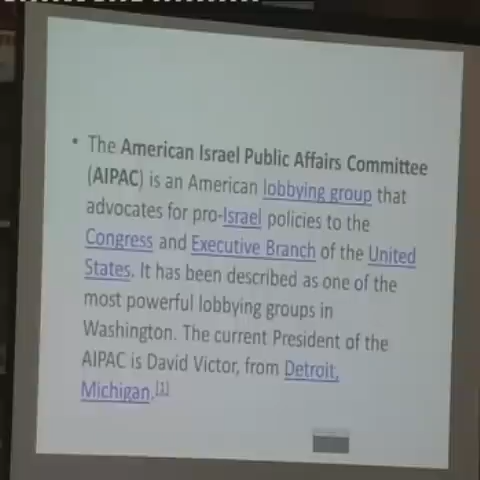 • The American Israel Public Affairs Committee
(AIPAC) is an American lobbying group that
advocates for pro-Israel policies to the
Congress and Executive Branch of the United
States. It has been described as one of the
most powerful lobbying groups in
Washington. The current President of the
AIPAC is David Victor, from Detroit,
Michigan.[1]